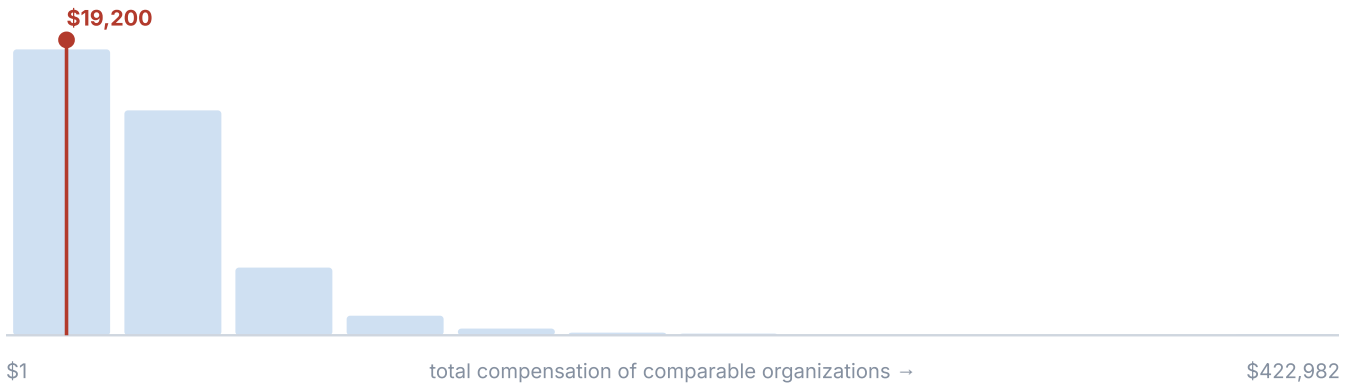 $19,200
$1
total compensation of comparable organizations →
$422,982